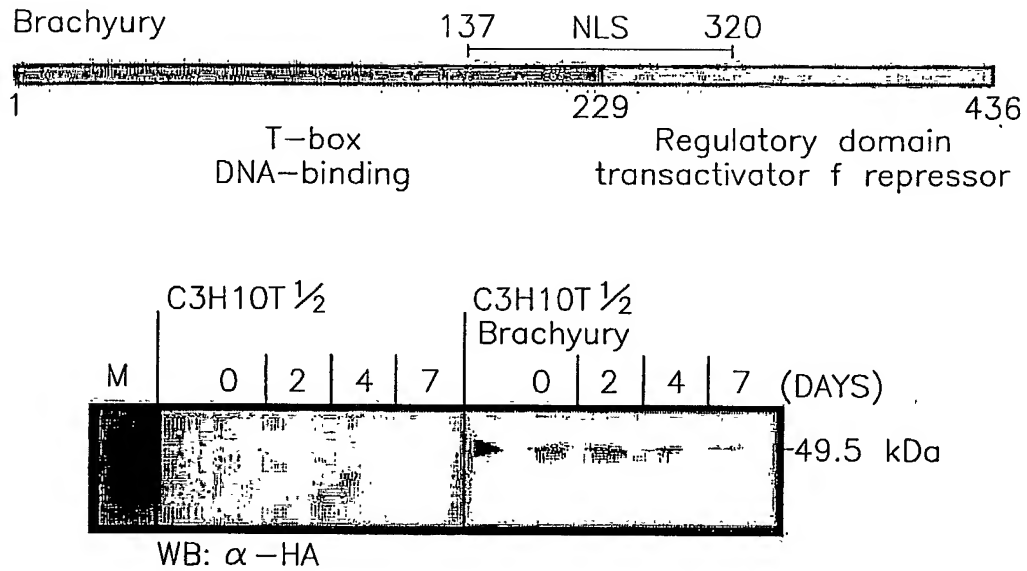 Brachyury
137 NLS 320
1 229 436
T-box
DNA-binding
Regulatory domain
transactivator f repressor
C3H10T ½
C3H10T ½
Brachyury
M 0 2 4 7 0 2 4 7 (DAYS)
49.5 kDa
WB: α-HA